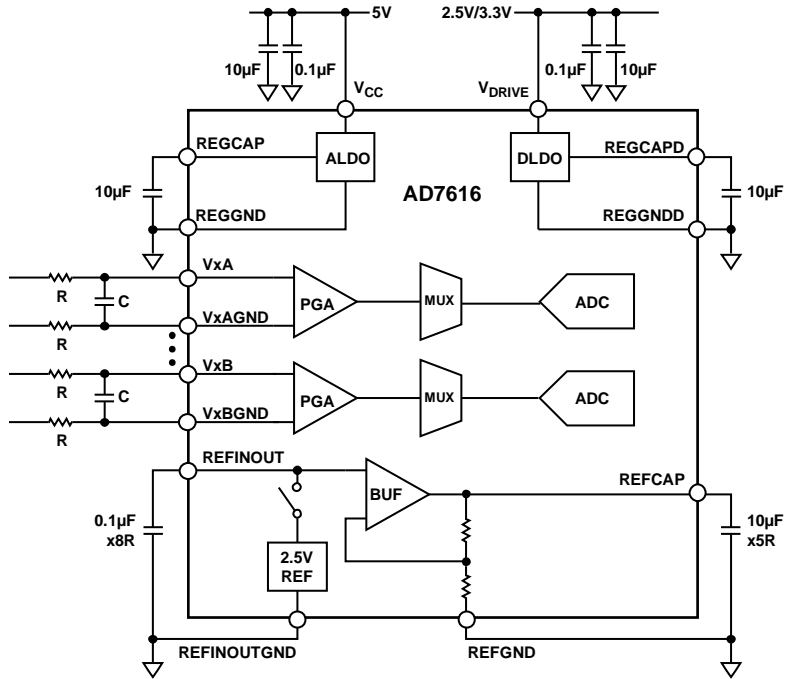 5V
2.5V/3.3V
10µF
0.1µF
0.1µF
10µF
VCC
VDRIVE
REGCAP
ALDO
DLDO
REGCAPD
10µF
AD7616
10µF
REGGND
REGGNDD
VxA
R
C
PGA
MUX
ADC
VxAGND
R
VxB
R
C
PGA
MUX
ADC
VxBGND
R
REFINOUT
REFCAP
BUF
0.1µF
x8R
10µF
x5R
2.5V
REF
REFINOUTGND
REFGND